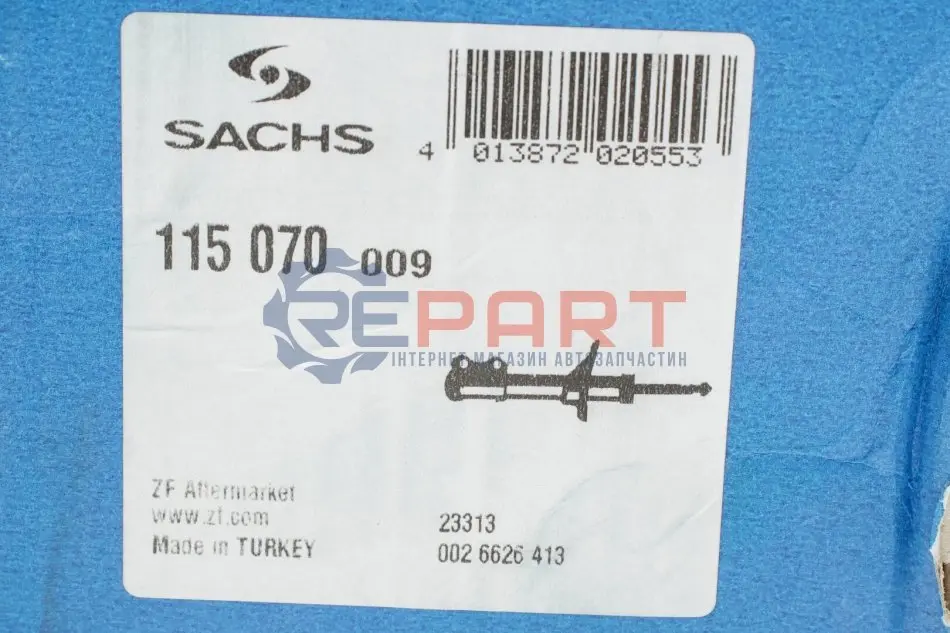 SACHS
4 013872 020553
115 070 009
REPART
ІНТЕРНЕТ МАГАЗИН АВТОЗАПЧАСТИН
ZF Aftermarket
www.zf.com
Made in TURKEY
23313
002 6626 413